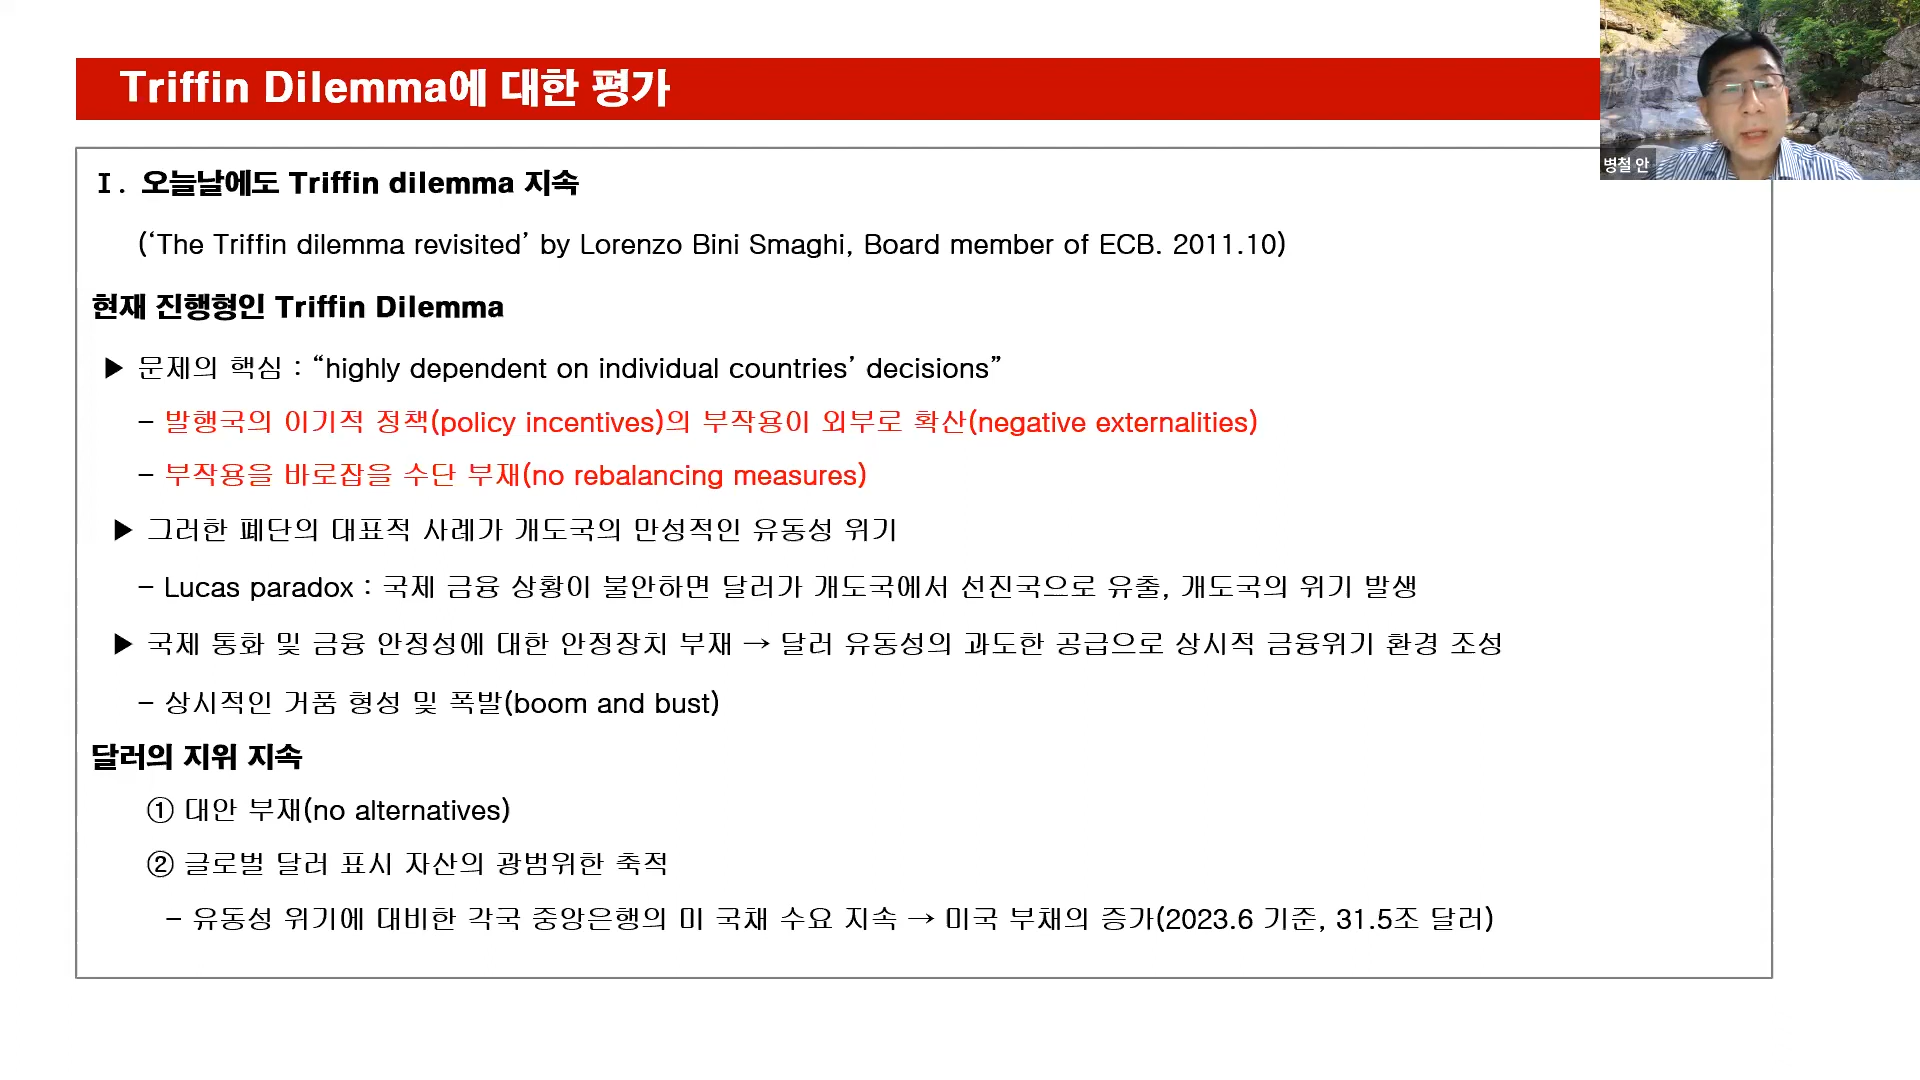 Triffin Dilemma에 대한 평가
병철 안
Ⅰ. 오늘날에도 Triffin dilemma 지속
(‘The Triffin dilemma revisited’ by Lorenzo Bini Smaghi, Board member of ECB. 2011.10)
현재 진행형인 Triffin Dilemma
▶ 문제의 핵심 : “highly dependent on individual countries’ decisions”
- 발행국의 이기적 정책(policy incentives)의 부작용이 외부로 확산(negative externalities)
- 부작용을 바로잡을 수단 부재(no rebalancing measures)
▶ 그러한 폐단의 대표적 사례가 개도국의 만성적인 유동성 위기
- Lucas paradox : 국제 금융 상황이 불안하면 달러가 개도국에서 선진국으로 유출, 개도국의 위기 발생
▶ 국제 통화 및 금융 안정성에 대한 안정장치 부재 → 달러 유동성의 과도한 공급으로 상시적 금융위기 환경 조성
- 상시적인 거품 형성 및 폭발(boom and bust)
달러의 지위 지속
① 대안 부재(no alternatives)
② 글로벌 달러 표시 자산의 광범위한 축적
- 유동성 위기에 대비한 각국 중앙은행의 미 국채 수요 지속 → 미국 부채의 증가(2023.6 기준, 31.5조 달러)